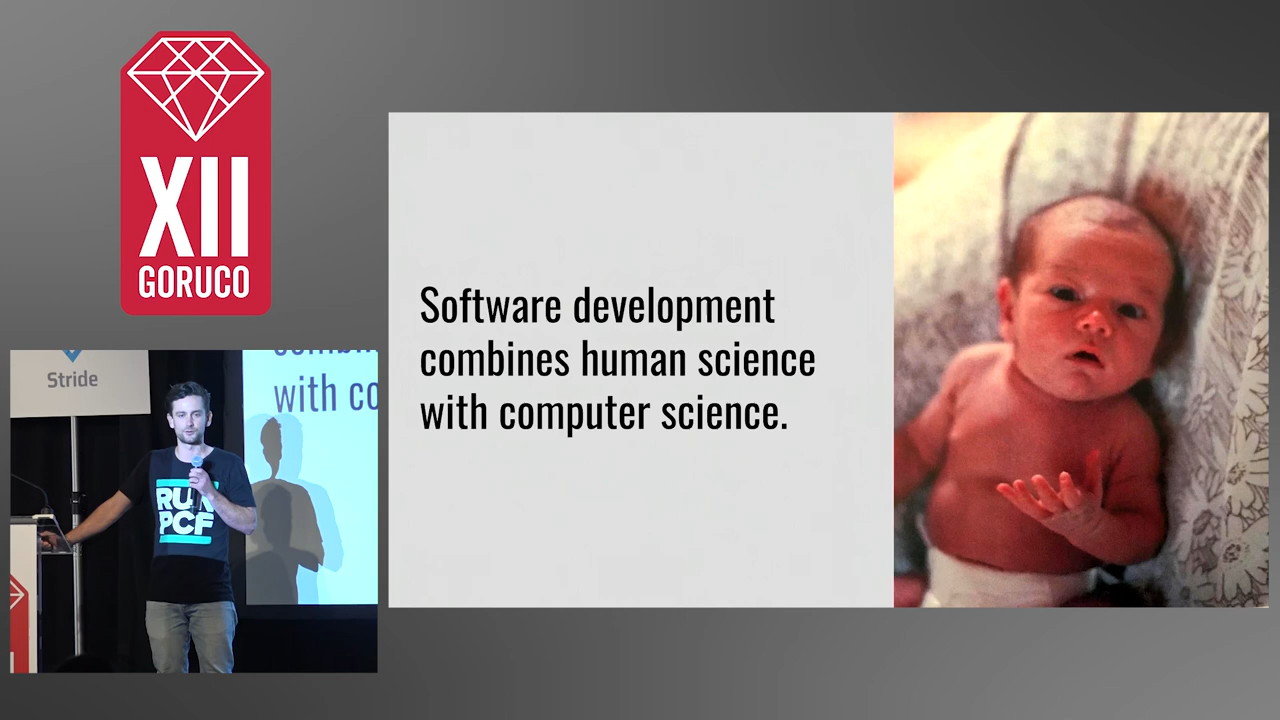 XII
GORUCO
Stride
with co
RUN
PCF
Software development
combines human science
with computer science.